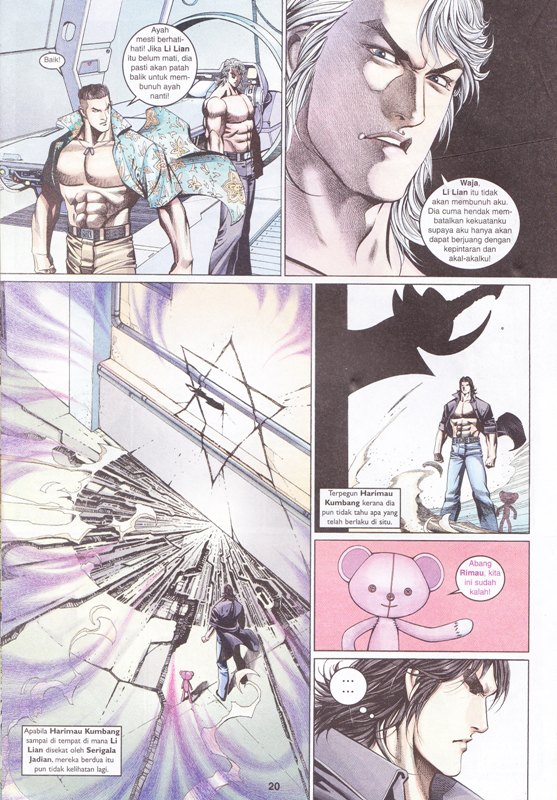 Baik!
Ayah
mesti berhati-
hati! Jika Li Lian
itu belum mati, dia
pasti akan patah
balik untuk mem-
bunuh ayah
nanti!
Waja,
Li Lian itu tidak
akan membunuh aku.
Dia cuma hendak mem-
batalkan kekuatanku
supaya aku hanya akan
dapat berjuang dengan
kepintaran dan
akal-akalku!
Apabila Harimau Kumbang
sampai di tempat di mana Li
Lian disekat oleh Serigala
Jadian, mereka berdua itu
pun tidak kelihatan lagi.
Terpegun Harimau
Kumbang kerana dia
pun tidak tahu apa yang
telah berlaku di situ.
Abang
Rimau, kita
ini sudah
kalah!
...
...
20